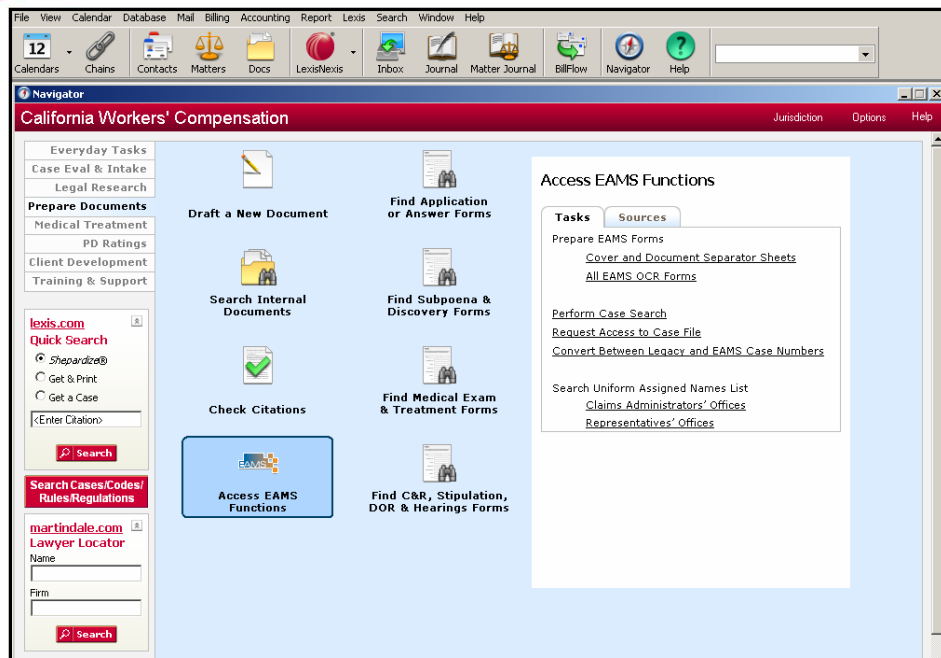 File View Calendar Database Mail Billing Accounting Report Lexis Search Window Help
12
Calendars Chains Contacts Matters Docs LexisNexis Inbox Journal Matter Journal BillFlow Navigator Help
Navigator
California Workers' Compensation
Jurisdiction Options Help
Everyday Tasks
Case Eval & Intake
Legal Research
Prepare Documents
Medical Treatment
PD Ratings
Client Development
Training & Support
lexis.com
Quick Search
Shepardize®
Get & Print
Get a Case
<Enter Citation>
Search
Search Cases/Codes/
Rules/Regulations
martindale.com
Lawyer Locator
Name
Firm
Search
Draft a New Document
Find Application
or Answer Forms
Search Internal
Documents
Find Subpoena &
Discovery Forms
Check Citations
Find Medical Exam
& Treatment Forms
EAMS
Access EAMS
Functions
Find C&R, Stipulation,
DOR & Hearings Forms
Access EAMS Functions
Tasks Sources
Prepare EAMS Forms
Cover and Document Separator Sheets
All EAMS OCR Forms
Perform Case Search
Request Access to Case File
Convert Between Legacy and EAMS Case Numbers
Search Uniform Assigned Names List
Claims Administrators' Offices
Representatives' Offices